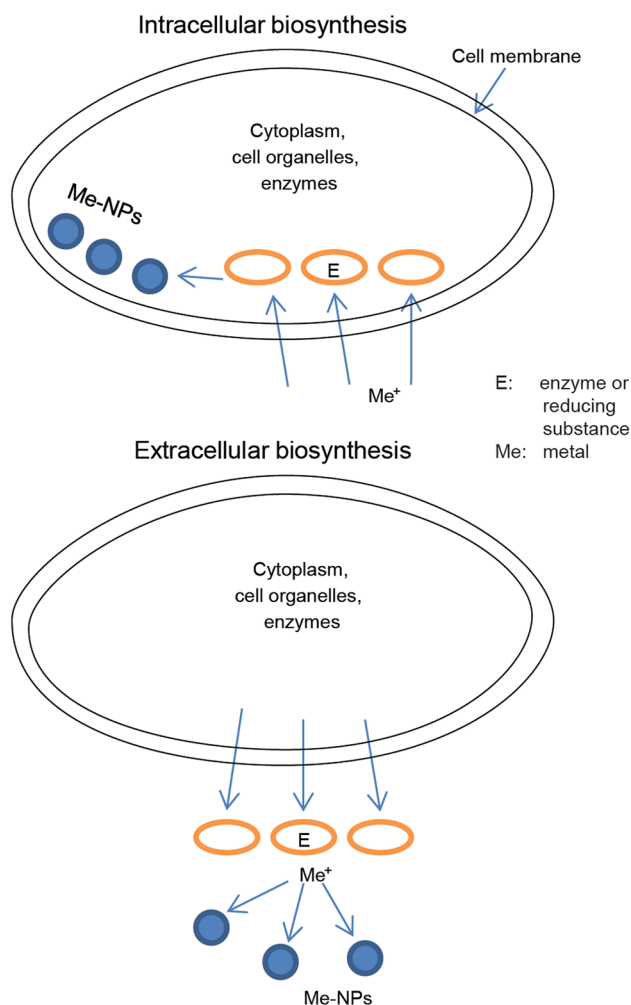 Intracellular biosynthesis
Cell membrane
Cytoplasm,
cell organelles,
enzymes
Me-NPs
E
Me⁺
E: enzyme or
reducing
substance
Me: metal
Extracellular biosynthesis
Cytoplasm,
cell organelles,
enzymes
E
Me⁺
Me-NPs